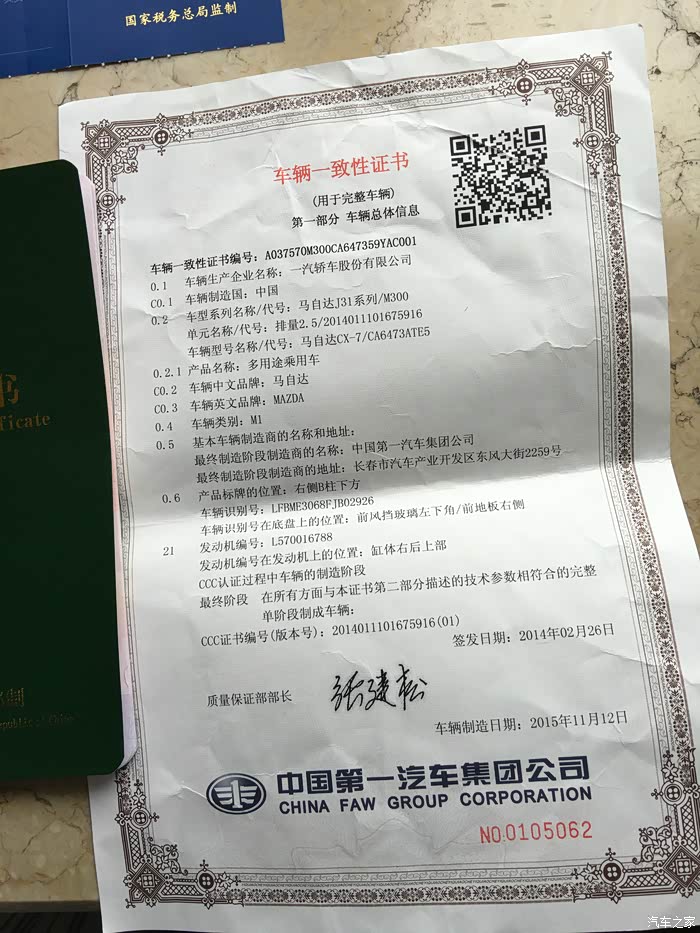 国家税务总局监制
车辆一致性证书
(用于完整车辆)
第一部分 车辆总体信息
车辆一致性证书编号: A037570M300CA647359YAC001
0.1 车辆生产企业名称: 一汽轿车股份有限公司
C0.1 车辆制造国: 中国
0.2 车型系列名称/代号: 马自达J31系列/M300
单元名称/代号: 排量2.5/2014011101675916
车辆型号名称/代号: 马自达CX-7/CA6473ATE5
0.2.1 产品名称: 多用途乘用车
C0.2 车辆中文品牌: 马自达
C0.3 车辆英文品牌: MAZDA
0.4 车辆类别: M1
0.5 基本车辆制造商的名称和地址:
最终制造阶段制造商的名称: 中国第一汽车集团公司
最终制造阶段制造商的地址: 长春市汽车产业开发区东风大街2259号
0.6 产品标牌的位置: 右侧B柱下方
车辆识别号: LFBME3068FJB02926
车辆识别号在底盘上的位置: 前风挡玻璃左下角/前地板右侧
21 发动机编号: L570016788
发动机编号在发动机上的位置: 缸体右后上部
CCC认证过程中车辆的制造阶段
最终阶段 在所有方面与本证书第二部分描述的技术参数相符合的完整
单阶段制成车辆:
CCC证书编号(版本号): 2014011101675916(01)
签发日期: 2014年02月26日
质量保证部部长 张建松
车辆制造日期: 2015年11月12日
中国第一汽车集团公司
CHINA FAW GROUP CORPORATION
NO.0105062
书
ificate
制
epublic of China
汽车之家